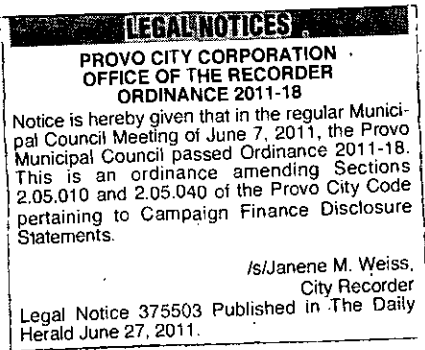 LEGAL NOTICES
PROVO CITY CORPORATION
OFFICE OF THE RECORDER
ORDINANCE 2011-18
Notice is hereby given that in the regular Munici-
pal Council Meeting of June 7, 2011, the Provo
Municipal Council passed Ordinance 2011-18.
This is an ordinance amending Sections
2.05.010 and 2.05.040 of the Provo City Code
pertaining to Campaign Finance Disclosure
Statements.
/s/Janene M. Weiss,
City Recorder
Legal Notice 375503 Published in The Daily
Herald June 27, 2011.